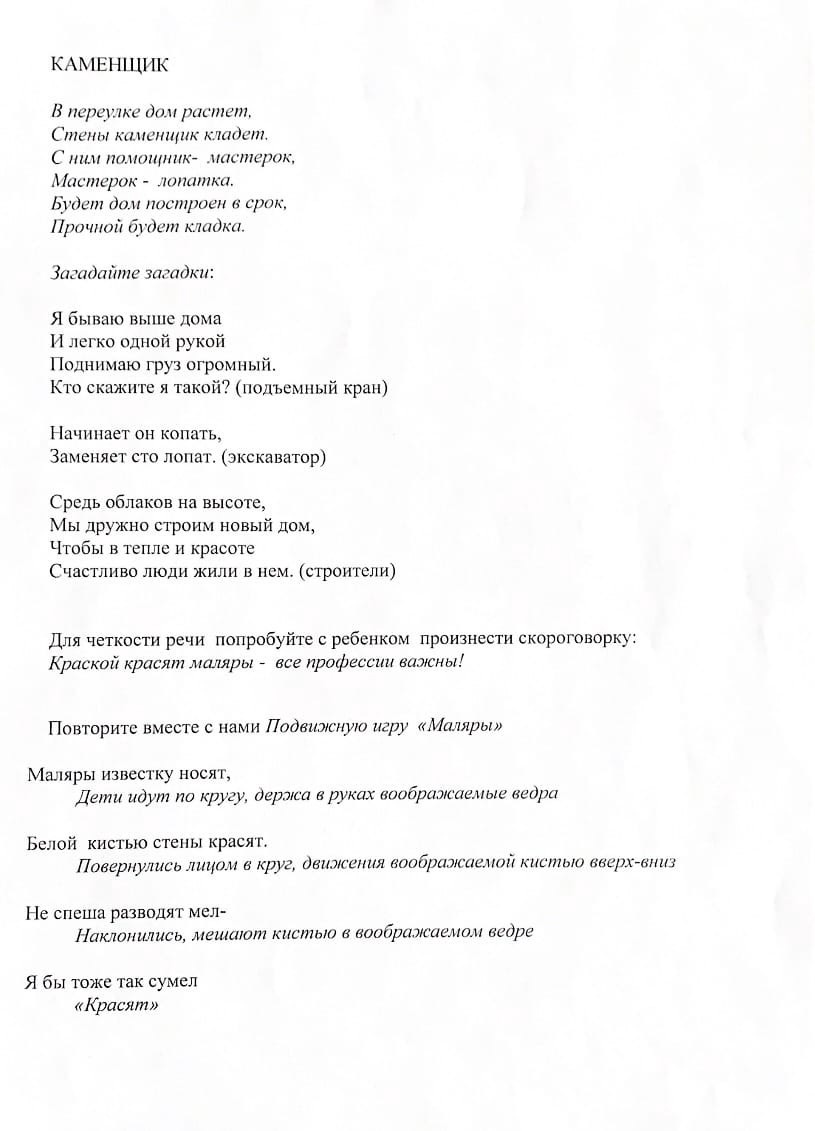 КАМЕНЩИК
В переулке дом растет,
Стены каменщик кладет.
С ним помощник- мастерок,
Мастерок - лопатка.
Будет дом построен в срок,
Прочной будет кладка.
Загадайте загадки:
Я бываю выше дома
И легко одной рукой
Поднимаю груз огромный.
Кто скажите я такой? (подъемный кран)
Начинает он копать,
Заменяет сто лопат. (экскаватор)
Средь облаков на высоте,
Мы дружно строим новый дом,
Чтобы в тепле и красоте
Счастливо люди жили в нем. (строители)
Для четкости речи попробуйте с ребенком произнести скороговорку:
Краской красят маляры - все профессии важны!
Повторите вместе с нами Подвижную игру «Маляры»
Маляры известку носят,
Дети идут по кругу, держа в руках воображаемые ведра
Белой кистью стены красят.
Повернулись лицом в круг, движения воображаемой кистью вверх-вниз
Не спеша разводят мел-
Наклонились, мешают кистью в воображаемом ведре
Я бы тоже так сумел
«Красят»